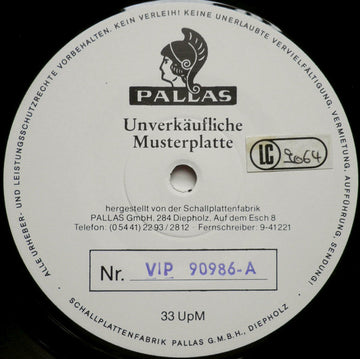 ALLE URHEBER- UND LEISTUNGSSCHUTZRECHTE VORBEHALTEN. KEIN VERLEIH! KEINE UNERLAUBTE VERVIELFÄLTIGUNG, VERMIETUNG, AUFFÜHRUNG, SENDUNG!
PALLAS
Unverkäufliche
Musterplatte
LC
hergestellt von der Schallplattenfabrik
PALLAS GmbH, 284 Diepholz, Auf dem Esch 8
Telefon: (05441) 2293/2812 · Fernschreiber: 9-41221
Nr. VIP 90986-A
33 UpM
SCHALLPLATTENFABRIK PALLAS G.M.B.H., DIEPHOLZ